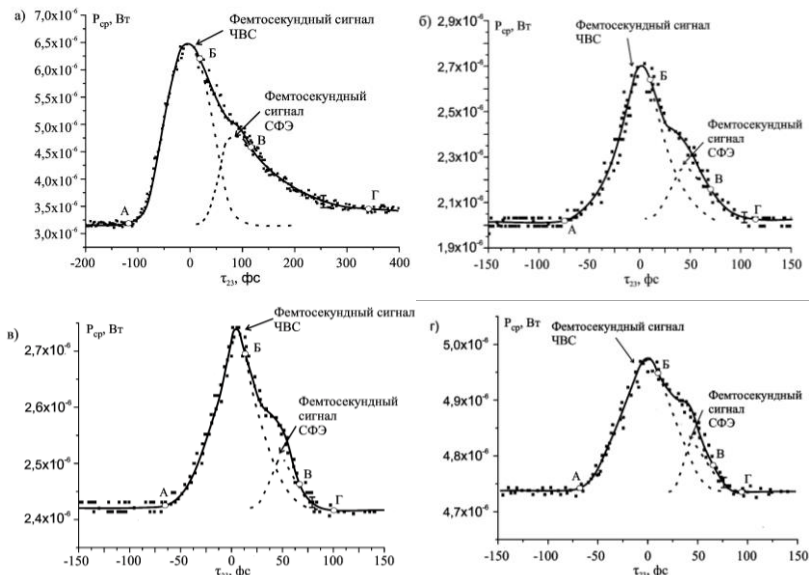 а)
P_ср, Вт
7,0x10⁻⁶
6,5x10⁻⁶
6,0x10⁻⁶
5,5x10⁻⁶
5,0x10⁻⁶
4,5x10⁻⁶
4,0x10⁻⁶
3,5x10⁻⁶
3,0x10⁻⁶
Фемтосекундный сигнал
ЧВС
Фемтосекундный
сигнал
СФЭ
А
Б
В
Г
-200 -100 0 100 200 300 400
τ₂₃, фс
б)
P_ср, Вт
2,9x10⁻⁶
2,7x10⁻⁶
2,5x10⁻⁶
2,3x10⁻⁶
2,1x10⁻⁶
1,9x10⁻⁶
Фемтосекундный сигнал
ЧВС
Фемтосекундный
сигнал
СФЭ
А
Б
В
Г
-150 -100 -50 0 50 100 150
τ₂₃, фс
в)
P_ср, Вт
2,7x10⁻⁶
2,6x10⁻⁶
2,5x10⁻⁶
2,4x10⁻⁶
Фемтосекундный сигнал
ЧВС
Фемтосекундный
сигнал
СФЭ
А
Б
В
Г
-150 -100 -50 0 50 100 150
τ₂₃, фс
г)
P_ср, Вт
5,0x10⁻⁶
4,9x10⁻⁶
4,8x10⁻⁶
4,7x10⁻⁶
Фемтосекундный сигнал
ЧВС
Фемтосекундный
сигнал
СФЭ
А
Б
В
Г
-150 -100 -50 0 50 100 150
τ₂₃, фс